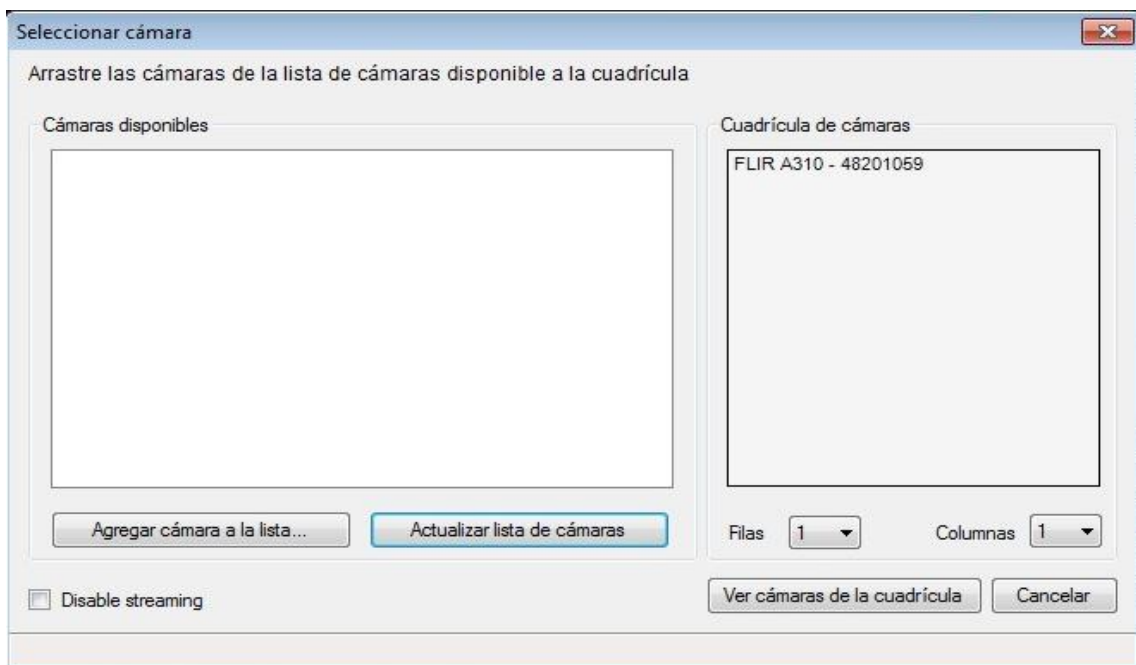 Seleccionar cámara
Arrastre las cámaras de la lista de cámaras disponible a la cuadrícula
Cámaras disponibles
Cuadrícula de cámaras
FLIR A310 - 48201059
Agregar cámara a la lista...
Actualizar lista de cámaras
Filas 1
Columnas 1
Disable streaming
Ver cámaras de la cuadrícula
Cancelar